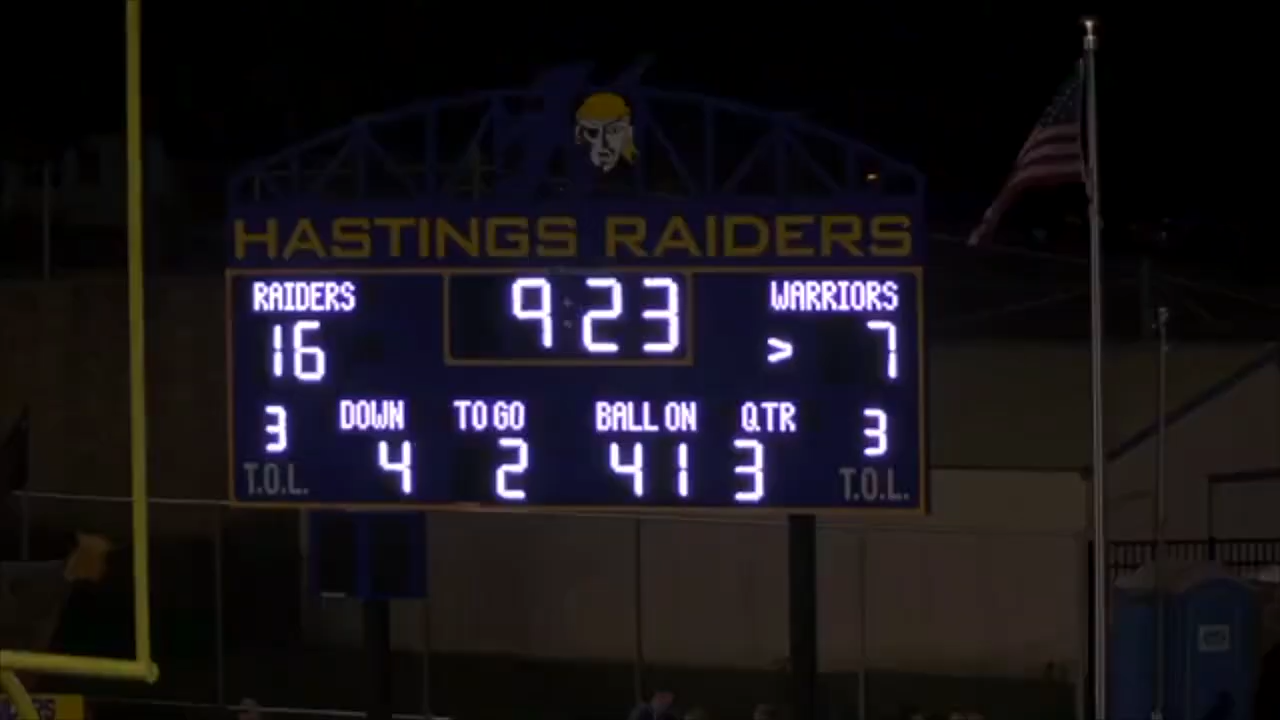 HASTINGS RAIDERS
RAIDERS 9:23 WARRIORS
16 > 7
DOWN TO GO BALL ON QTR
3 4 2 41 3 3
T.O.L. T.O.L.